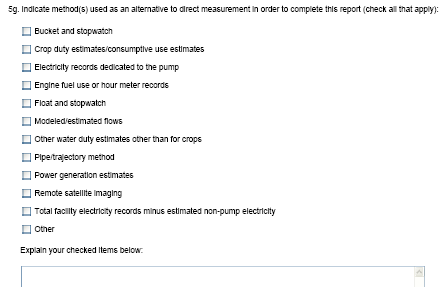 5g. Indicate method(s) used as an alternative to direct measurement in order to complete this report (check all that apply):
Bucket and stopwatch
Crop duty estimates/consumptive use estimates
Electricity records dedicated to the pump
Engine fuel use or hour meter records
Float and stopwatch
Modeled/estimated flows
Other water duty estimates other than for crops
Pipe/trajectory method
Power generation estimates
Remote satellite imaging
Total facility electricity records minus estimated non-pump electricity
Other
Explain your checked items below: